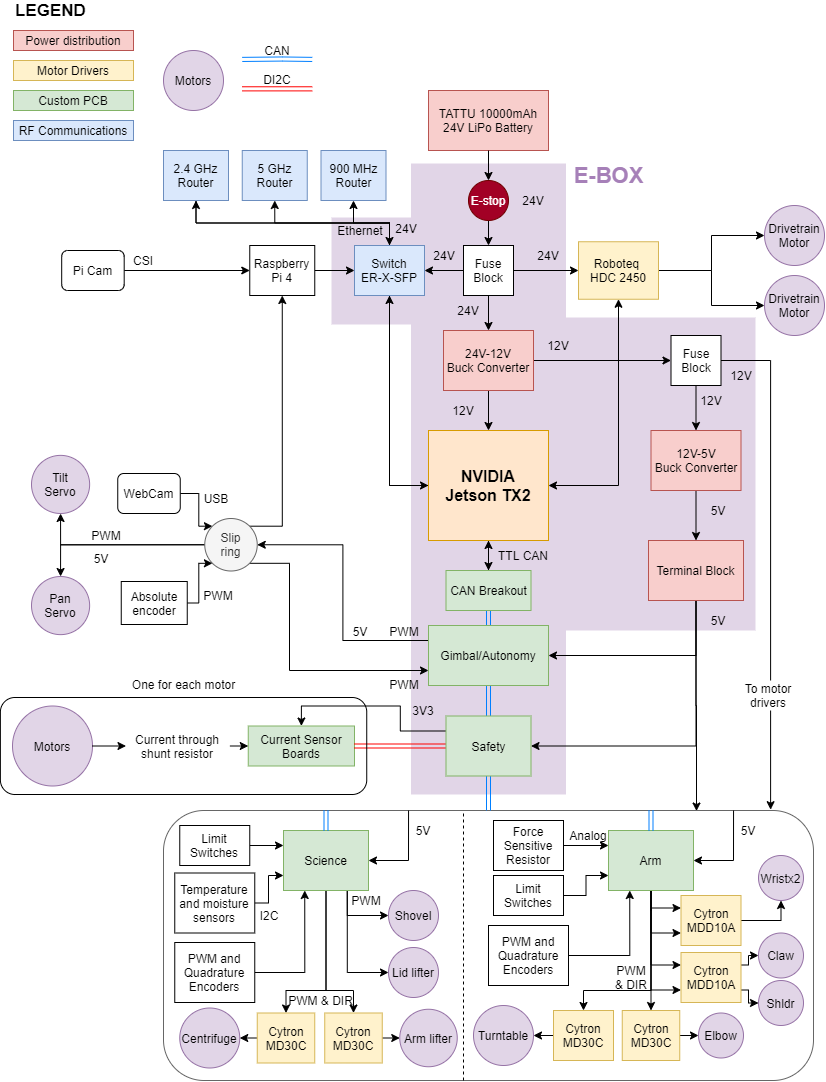 LEGEND
Power distribution
Motor Drivers
Custom PCB
RF Communications
Motors
CAN
DI2C
TATTU 10000mAh
24V LiPo Battery
E-BOX
2.4 GHz
Router
5 GHz
Router
900 MHz
Router
E-stop
24V
Ethernet
24V
Drivetrain
Motor
Pi Cam
CSI
Raspberry
Pi 4
Switch
ER-X-SFP
24V
Fuse
Block
24V
Roboteq
HDC 2450
Drivetrain
Motor
24V
24V-12V
Buck Converter
12V
Fuse
Block
12V
12V
12V
NVIDIA
Jetson TX2
12V-5V
Buck Converter
Tilt
Servo
WebCam
USB
5V
PWM
5V
Slip
ring
TTL CAN
Terminal Block
Pan
Servo
Absolute
encoder
PWM
CAN Breakout
5V
5V
PWM
Gimbal/Autonomy
PWM
One for each motor
To motor
drivers
3V3
Motors
Current through
shunt resistor
Current Sensor
Boards
Safety
Limit
Switches
5V
Science
Force
Sensitive
Resistor
Analog
5V
Arm
Temperature
and moisture
sensors
I2C
PWM
Shovel
Limit
Switches
Wristx2
Cytron
MDD10A
PWM and
Quadrature
Encoders
Lid lifter
PWM and
Quadrature
Encoders
PWM
& DIR
Cytron
MDD10A
Claw
Shldr
PWM & DIR
Centrifuge
Cytron
MD30C
Cytron
MD30C
Arm lifter
Turntable
Cytron
MD30C
Cytron
MD30C
Elbow